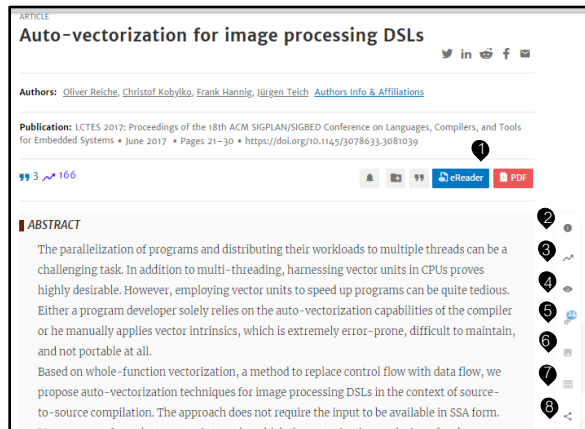 ARTICLE
Auto-vectorization for image processing DSLs
Authors: Oliver Reiche, Christof Kobylko, Frank Hannig, Jürgen Teich Authors Info & Affiliations
Publication: LCTES 2017: Proceedings of the 18th ACM SIGPLAN/SIGBED Conference on Languages, Compilers, and Tools
for Embedded Systems • June 2017 • Pages 21–30 • https://doi.org/10.1145/3078633.3081039
1
3 166 eReader PDF
2
ABSTRACT
The parallelization of programs and distributing their workloads to multiple threads can be a
3
challenging task. In addition to multi-threading, harnessing vector units in CPUs proves
4
highly desirable. However, employing vector units to speed up programs can be quite tedious.
5 24
Either a program developer solely relies on the auto-vectorization capabilities of the compiler
or he manually applies vector intrinsics, which is extremely error-prone, difficult to maintain,
6
and not portable at all.
7
Based on whole-function vectorization, a method to replace control flow with data flow, we
propose auto-vectorization techniques for image processing DSLs in the context of source-
8
to-source compilation. The approach does not require the input to be available in SSA form.